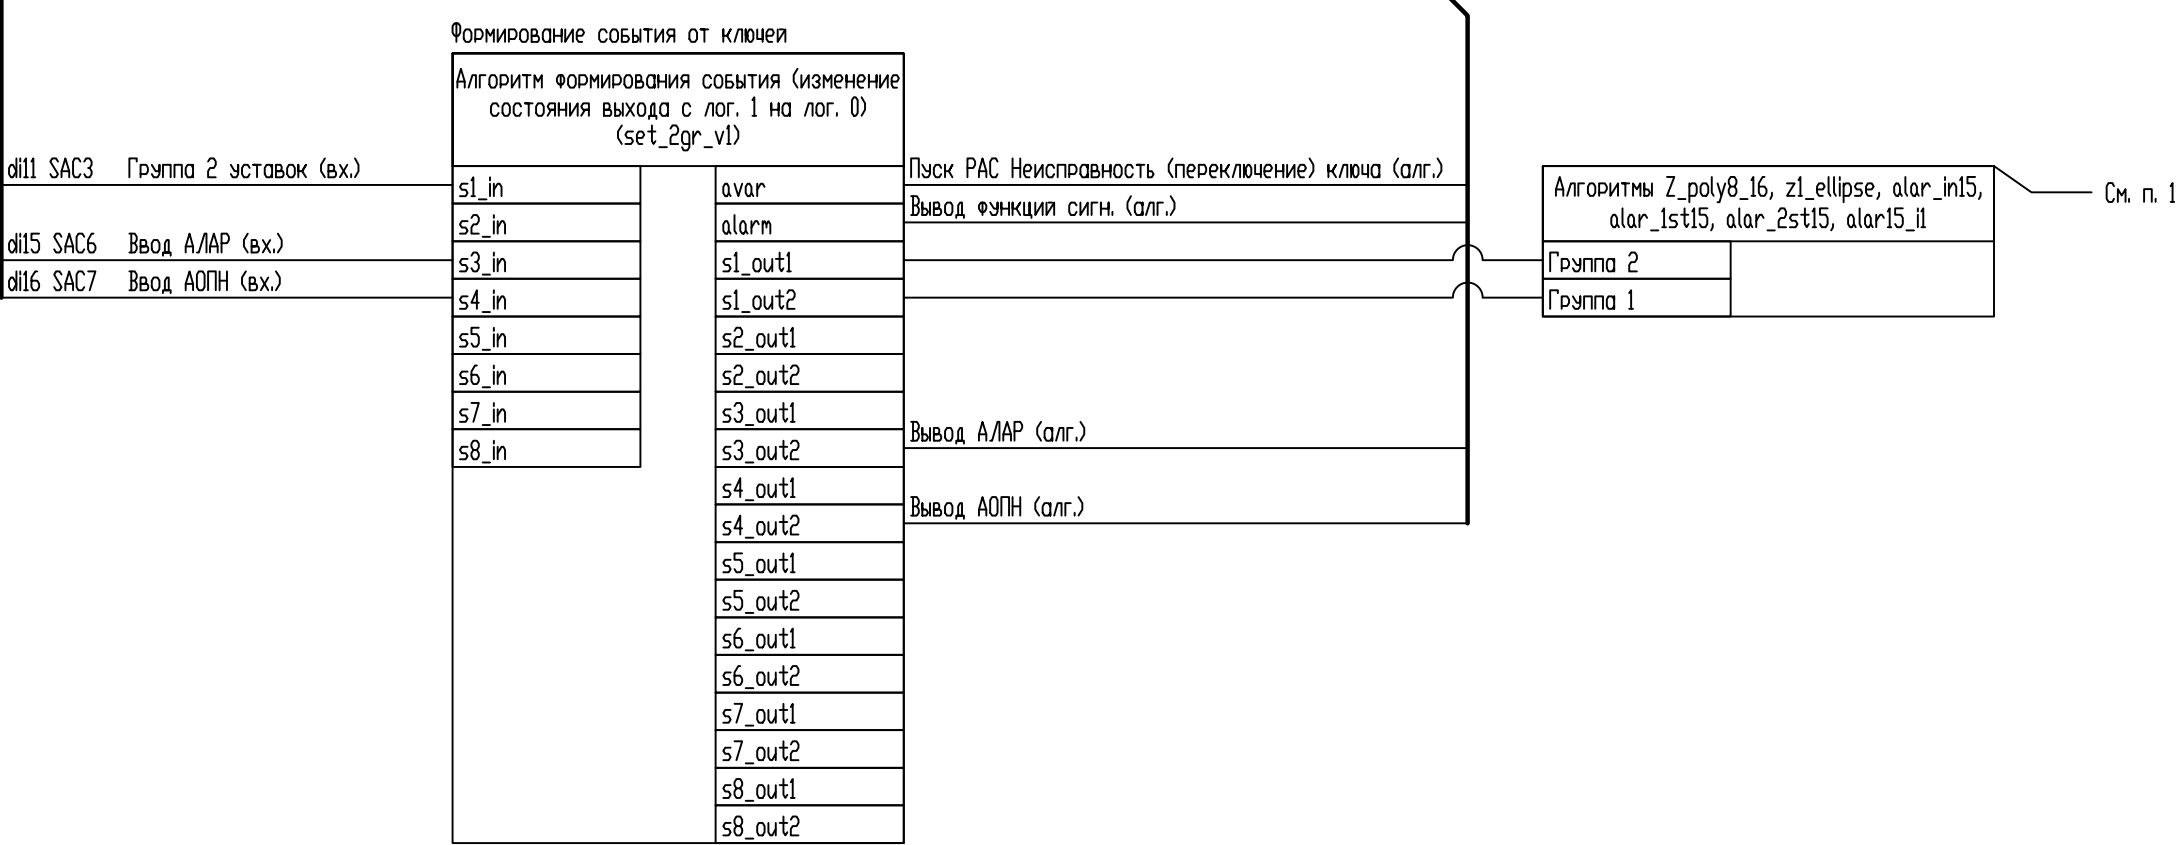 Формирование события от ключей
Алгоритм формирования события (изменение
состояния выхода с лог. 1 на лог. 0)
(set_2gr_v1)
di11 SAC3 Группа 2 уставок (вх.)
di15 SAC6 Ввод АЛАР (вх.)
di16 SAC7 Ввод АОПН (вх.)
s1_in
s2_in
s3_in
s4_in
s5_in
s6_in
s7_in
s8_in
avar
alarm
s1_out1
s1_out2
s2_out1
s2_out2
s3_out1
s3_out2
s4_out1
s4_out2
s5_out1
s5_out2
s6_out1
s6_out2
s7_out1
s7_out2
s8_out1
s8_out2
Пуск РАС Неисправность (переключение) ключа (алг.)
Вывод функции сигн. (алг.)
Вывод АЛАР (алг.)
Вывод АОПН (алг.)
Алгоритмы Z_poly8_16, z1_ellipse, alar_in15,
alar_1st15, alar_2st15, alar15_i1
Группа 2
Группа 1
См. п. 1